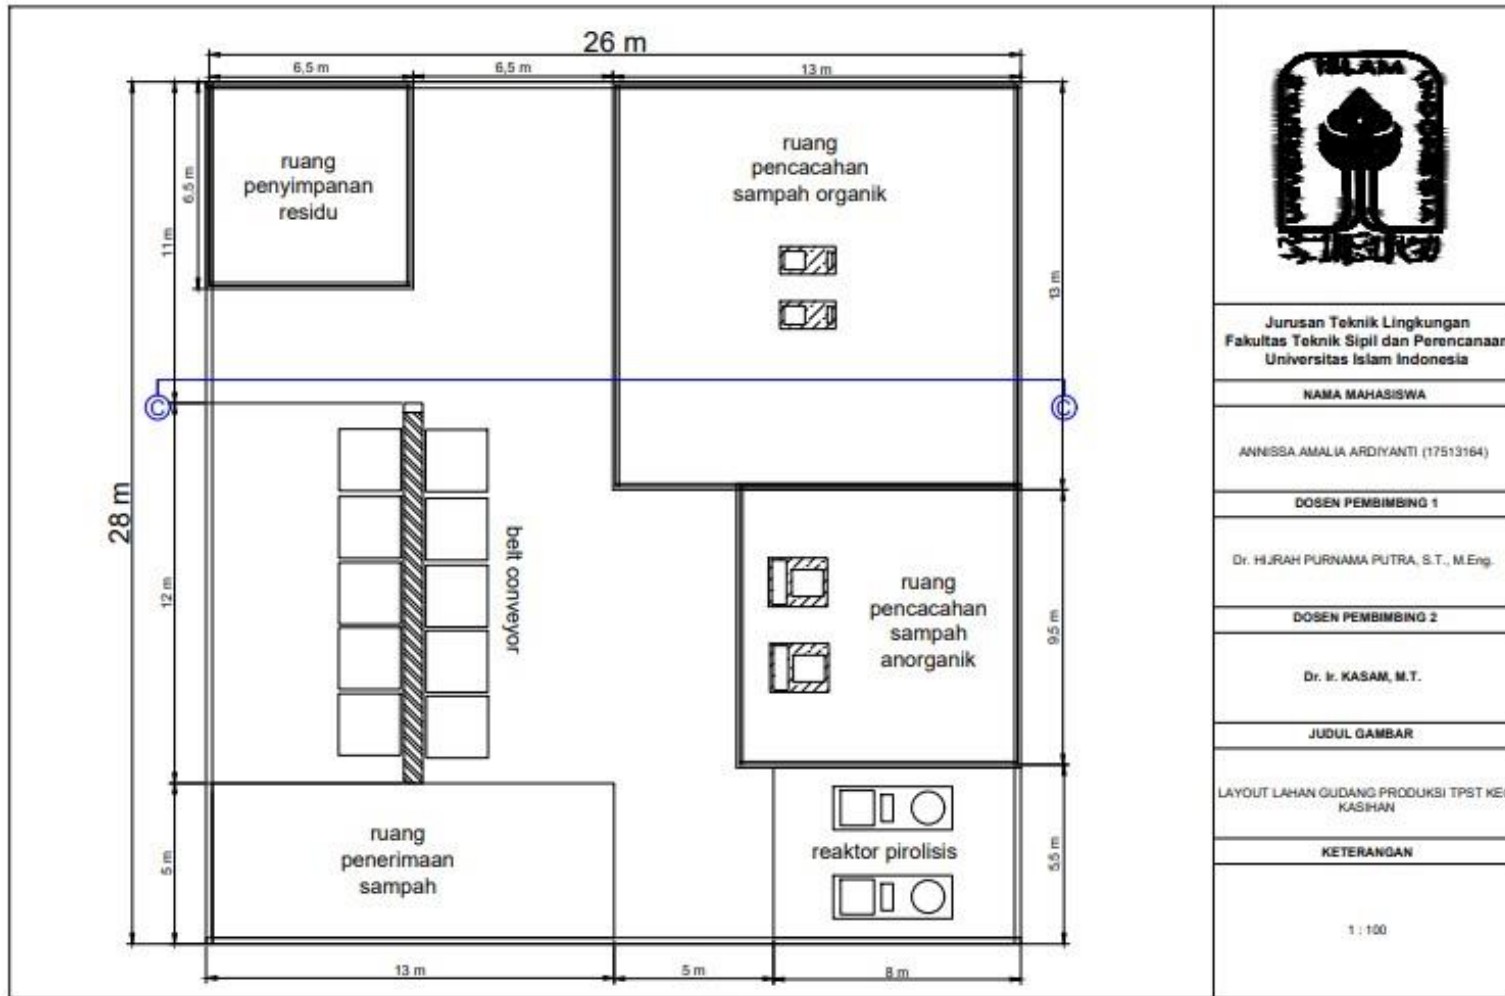 26 m
6,5 m
6,5 m
13 m
ruang
penyimpanan
residu
6,5 m
11 m
ruang
pencacahan
sampah organik
13 m
C
C
28 m
12 m
belt conveyor
ruang
pencacahan
sampah
anorganik
9,5 m
ruang
penerimaan
sampah
5 m
reaktor pirolisis
5,5 m
13 m
5 m
8 m
ISLAM
Jurusan Teknik Lingkungan
Fakultas Teknik Sipil dan Perencanaan
Universitas Islam Indonesia
NAMA MAHASISWA
ANNISSA AMALIA ARDIYANTI (17513164)
DOSEN PEMBIMBING 1
Dr. HIJRAH PURNAMA PUTRA, S.T., M.Eng.
DOSEN PEMBIMBING 2
Dr. Ir. KASAM, M.T.
JUDUL GAMBAR
LAYOUT LAHAN GUDANG PRODUKSI TPST KEC
KASIHAN
KETERANGAN
1 : 100